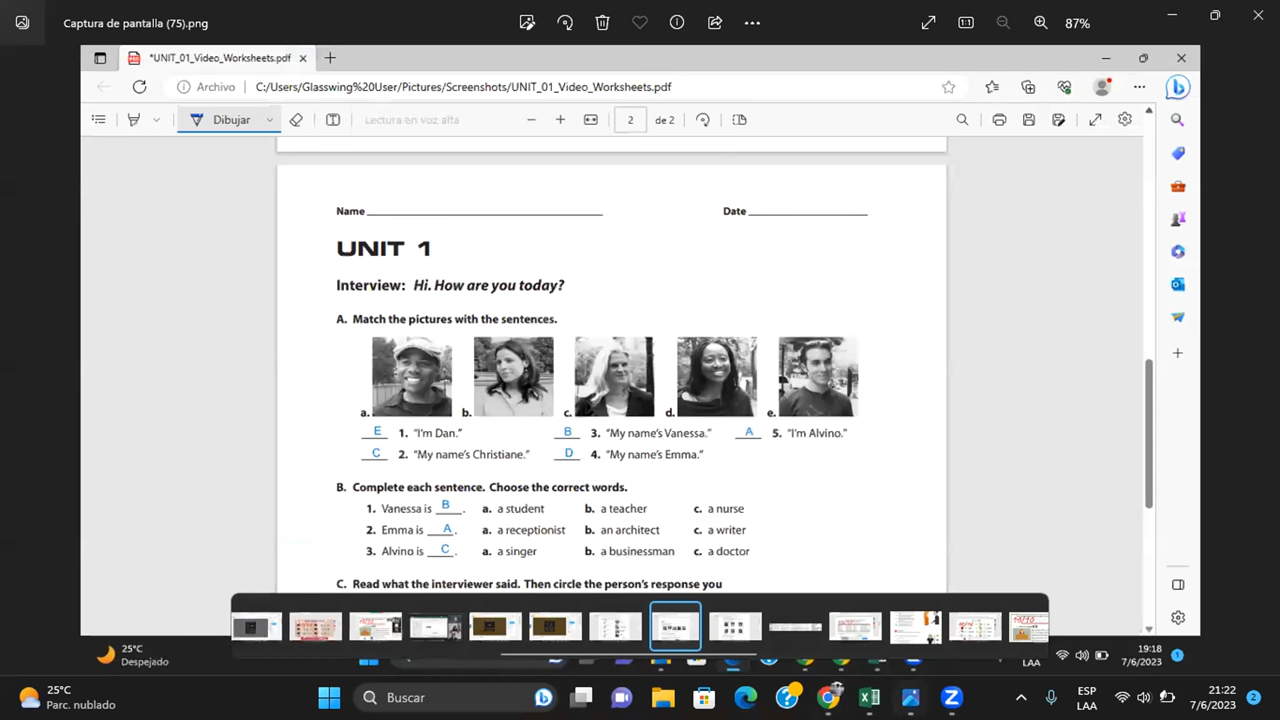 Captura de pantalla (75).png
87%
*UNIT_01_Video_Worksheets.pdf
Archivo C:/Users/Glasswing%20User/Pictures/Screenshots/UNIT_01_Video_Worksheets.pdf
Dibujar Lectura en voz alta 2 de 2
Name Date
UNIT 1
Interview: Hi. How are you today?
A. Match the pictures with the sentences.
a. b. c. d. e.
E 1. “I’m Dan.” B 3. “My name’s Vanessa.” A 5. “I’m Alvino.”
C 2. “My name’s Christiane.” D 4. “My name’s Emma.”
B. Complete each sentence. Choose the correct words.
1. Vanessa is B. a. a student b. a teacher c. a nurse
2. Emma is A. a. a receptionist b. an architect c. a writer
3. Alvino is C. a. a singer b. a businessman c. a doctor
C. Read what the interviewer said. Then circle the person’s response you
25°C
Despejado
LAA
19:18
7/6/2023
1
25°C
Parc. nublado
Buscar
ESP
LAA
21:22
7/6/2023
2